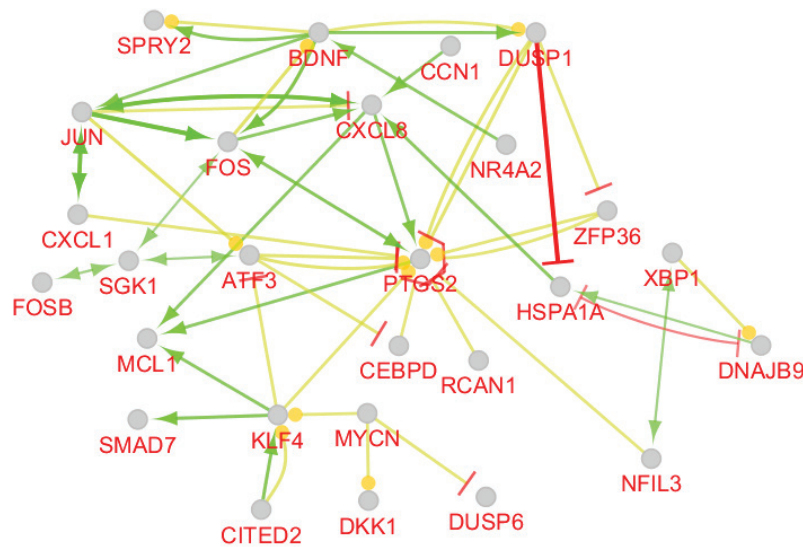 SPRY2
BDNF
CCN1
DUSP1
JUN
FOS
CXCL8
NR4A2
CXCL1
ZFP36
FOSB
SGK1
ATF3
PTGS2
HSPA1A
XBP1
MCL1
CEBPD
RCAN1
DNAJB9
SMAD7
KLF4
MYCN
NFIL3
CITED2
DKK1
DUSP6